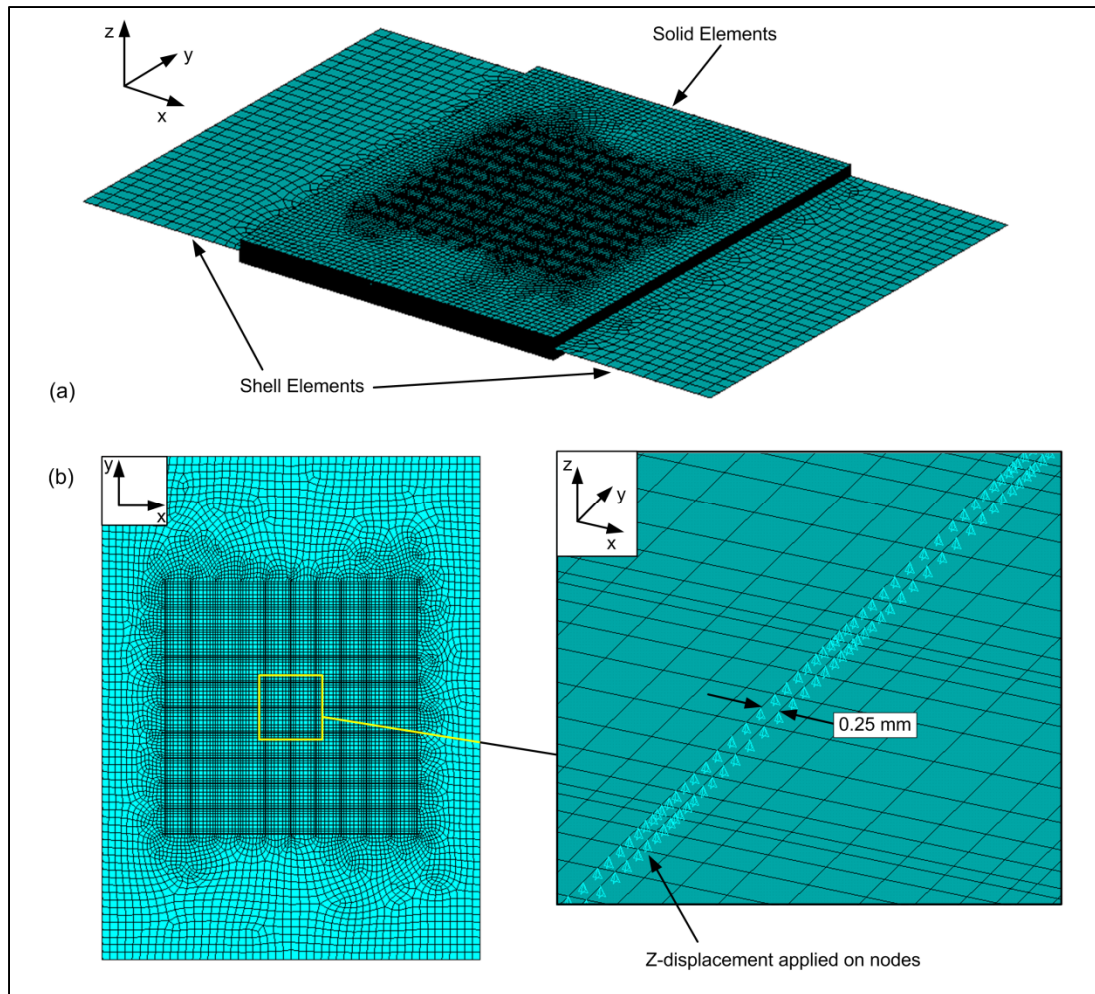 z
y
x
Solid Elements
Shell Elements
(a)
(b)
y
x
z
y
x
0.25 mm
Z-displacement applied on nodes